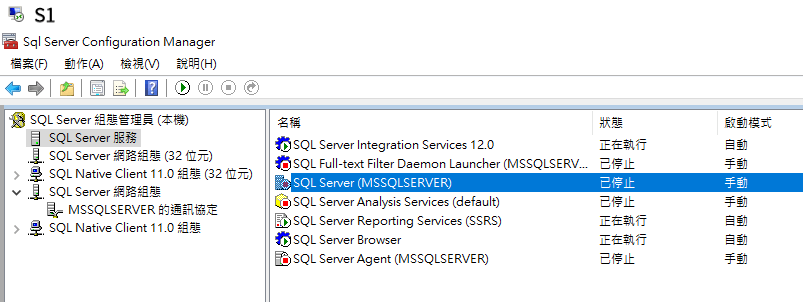 S1
Sql Server Configuration Manager
檔案(F) 動作(A) 檢視(V) 說明(H)
SQL Server 組態管理員 (本機)
SQL Server 服務
SQL Server 網路組態 (32 位元)
SQL Native Client 11.0 組態 (32 位元)
SQL Server 網路組態
MSSQLSERVER 的通訊協定
SQL Native Client 11.0 組態
名稱 狀態 啟動模式
SQL Server Integration Services 12.0 正在執行 自動
SQL Full-text Filter Daemon Launcher (MSSQLSERV... 已停止 手動
SQL Server (MSSQLSERVER) 已停止 手動
SQL Server Analysis Services (default) 已停止 手動
SQL Server Reporting Services (SSRS) 正在執行 自動
SQL Server Browser 正在執行 自動
SQL Server Agent (MSSQLSERVER) 已停止 手動